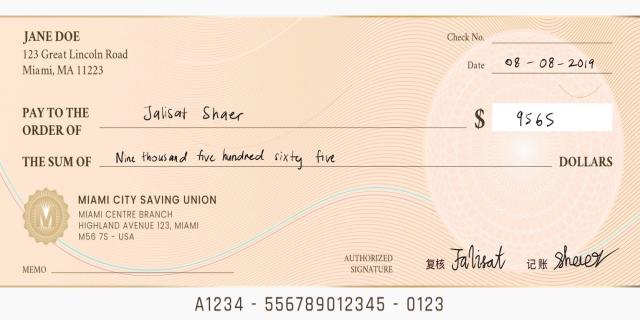 JANE DOE
123 Great Lincoln Road
Miami, MA 11223
Check No.
Date 08 - 08 - 2019
PAY TO THE
ORDER OF Jalisat Shaer
$ 9565
THE SUM OF Nine thousand five hundred sixty five DOLLARS
MIAMI CITY SAVING UNION
MIAMI CENTRE BRANCH
HIGHLAND AVENUE 123, MIAMI
M56 7S - USA
M
MEMO
AUTHORIZED
SIGNATURE
复核 Jalisat 记账 Shaer
A1234 - 556789012345 - 0123